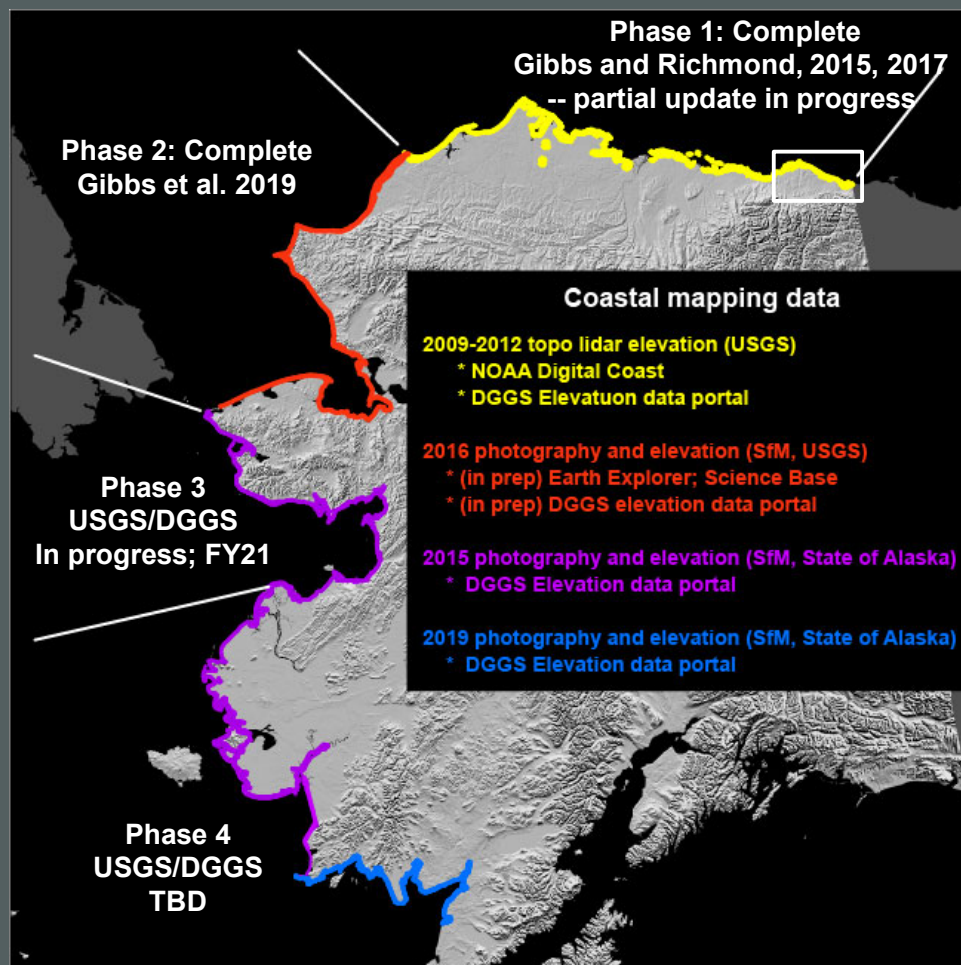 Phase 1: Complete
Gibbs and Richmond, 2015, 2017
-- partial update in progress
Phase 2: Complete
Gibbs et al. 2019
Coastal mapping data
2009-2012 topo lidar elevation (USGS)
* NOAA Digital Coast
* DGGS Elevatuon data portal
2016 photography and elevation (SfM, USGS)
* (in prep) Earth Explorer; Science Base
* (in prep) DGGS elevation data portal
Phase 3
USGS/DGGS
In progress; FY21
2015 photography and elevation (SfM, State of Alaska)
* DGGS Elevation data portal
2019 photography and elevation (SfM, State of Alaska)
* DGGS Elevation data portal
Phase 4
USGS/DGGS
TBD